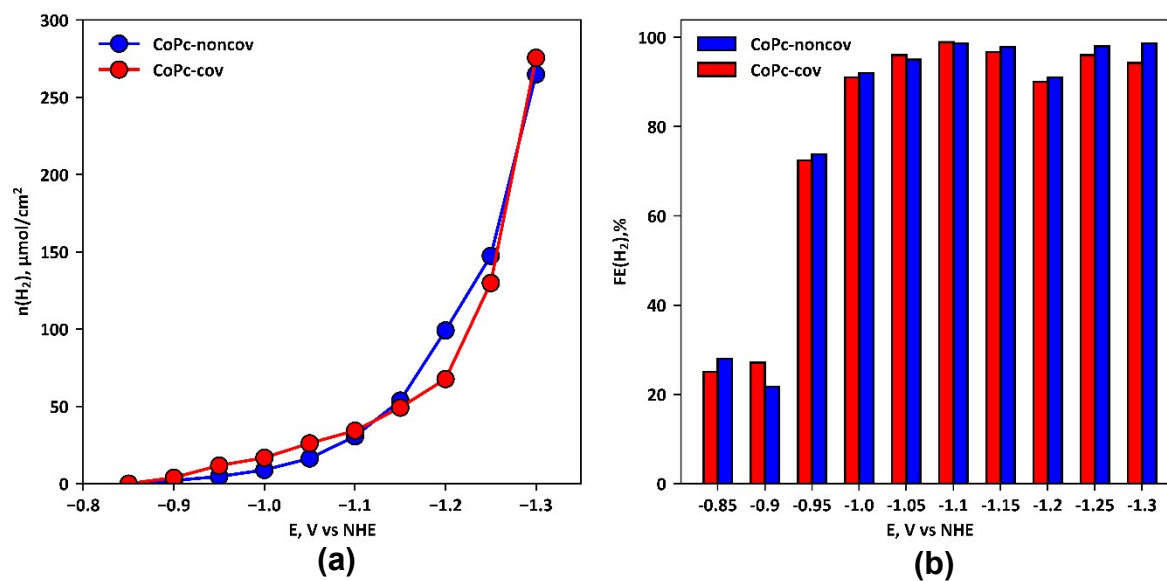 300
250
200
150
100
50
0
n(H₂), μmol/cm²
CoPc-noncov
CoPc-cov
−0.8
−0.9
−1.0
−1.1
−1.2
−1.3
E, V vs NHE
(a)
100
80
60
40
20
0
FE(H₂),%
CoPc-noncov
CoPc-cov
-0.85
-0.9
-0.95
-1.0
-1.05
-1.1
-1.15
-1.2
-1.25
-1.3
E, V vs NHE
(b)